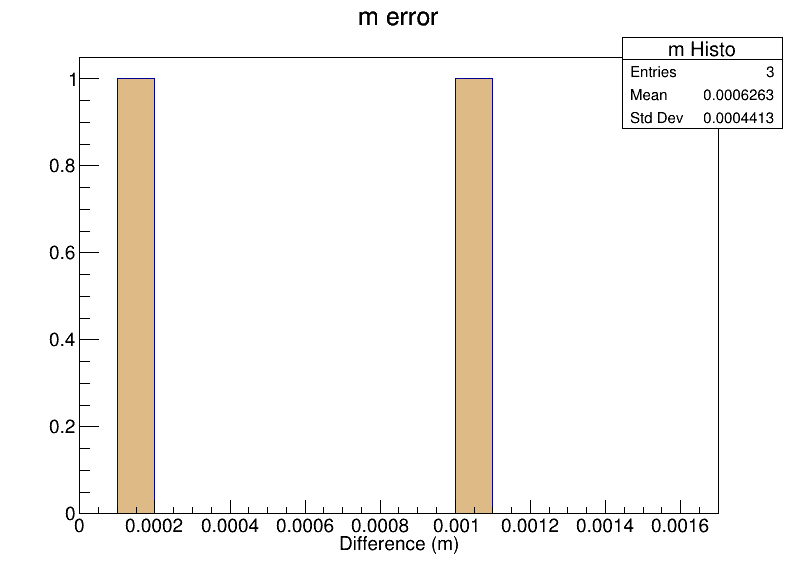 m error
m Histo
Entries 3
Mean 0.0006263
Std Dev 0.0004413
1
0.8
0.6
0.4
0.2
0
0 0.0002 0.0004 0.0006 0.0008 0.001 0.0012 0.0014 0.0016
Difference (m)